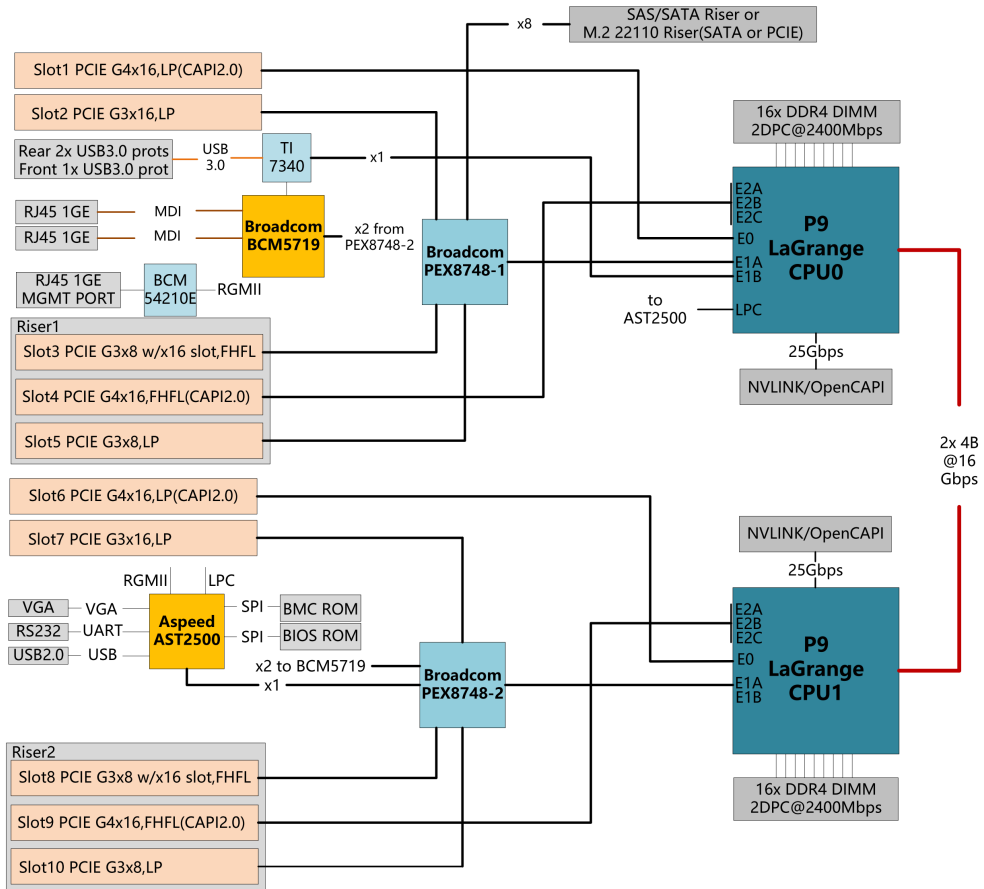 SAS/SATA Riser or
M.2 22110 Riser(SATA or PCIE)
x8
Slot1 PCIE G4x16,LP(CAPI2.0)
Slot2 PCIE G3x16,LP
Rear 2x USB3.0 prots
Front 1x USB3.0 prot
USB
3.0
TI
7340
x1
RJ45 1GE
MDI
RJ45 1GE
MDI
Broadcom
BCM5719
x2 from
PEX8748-2
RJ45 1GE
MGMT PORT
BCM
54210E
RGMII
Broadcom
PEX8748-1
16x DDR4 DIMM
2DPC@2400Mbps
E2A
E2B
E2C
E0
E1A
E1B
LPC
P9
LaGrange
CPU0
to
AST2500
25Gbps
NVLINK/OpenCAPI
Riser1
Slot3 PCIE G3x8 w/x16 slot,FHFL
Slot4 PCIE G4x16,FHFL(CAPI2.0)
Slot5 PCIE G3x8,LP
2x 4B
@16
Gbps
Slot6 PCIE G4x16,LP(CAPI2.0)
Slot7 PCIE G3x16,LP
NVLINK/OpenCAPI
25Gbps
RGMII
LPC
VGA
VGA
RS232
UART
USB2.0
USB
Aspeed
AST2500
SPI
BMC ROM
SPI
BIOS ROM
x2 to BCM5719
x1
Broadcom
PEX8748-2
E2A
E2B
E2C
E0
E1A
E1B
P9
LaGrange
CPU1
16x DDR4 DIMM
2DPC@2400Mbps
Riser2
Slot8 PCIE G3x8 w/x16 slot,FHFL
Slot9 PCIE G4x16,FHFL(CAPI2.0)
Slot10 PCIE G3x8,LP